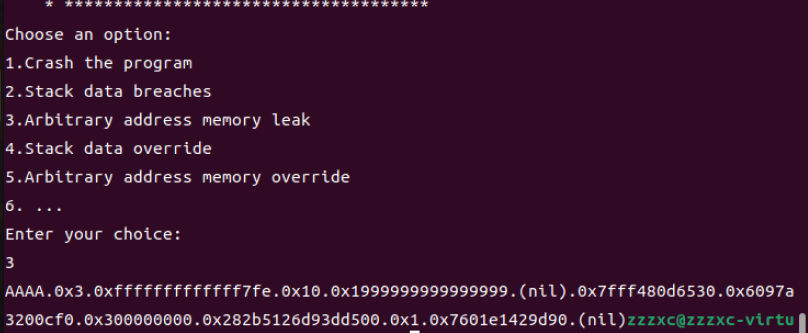 * *************************************
Choose an option:
1.Crash the program
2.Stack data breaches
3.Arbitrary address memory leak
4.Stack data override
5.Arbitrary address memory override
6. ...
Enter your choice:
3
AAAA.0x3.0xfffffffffffff7fe.0x10.0x1999999999999999.(nil).0x7fff480d6530.0x6097a
3200cf0.0x300000000.0x282b5126d93dd500.0x1.0x7601e1429d90.(nil)zzzxc@zzzxc-virtu